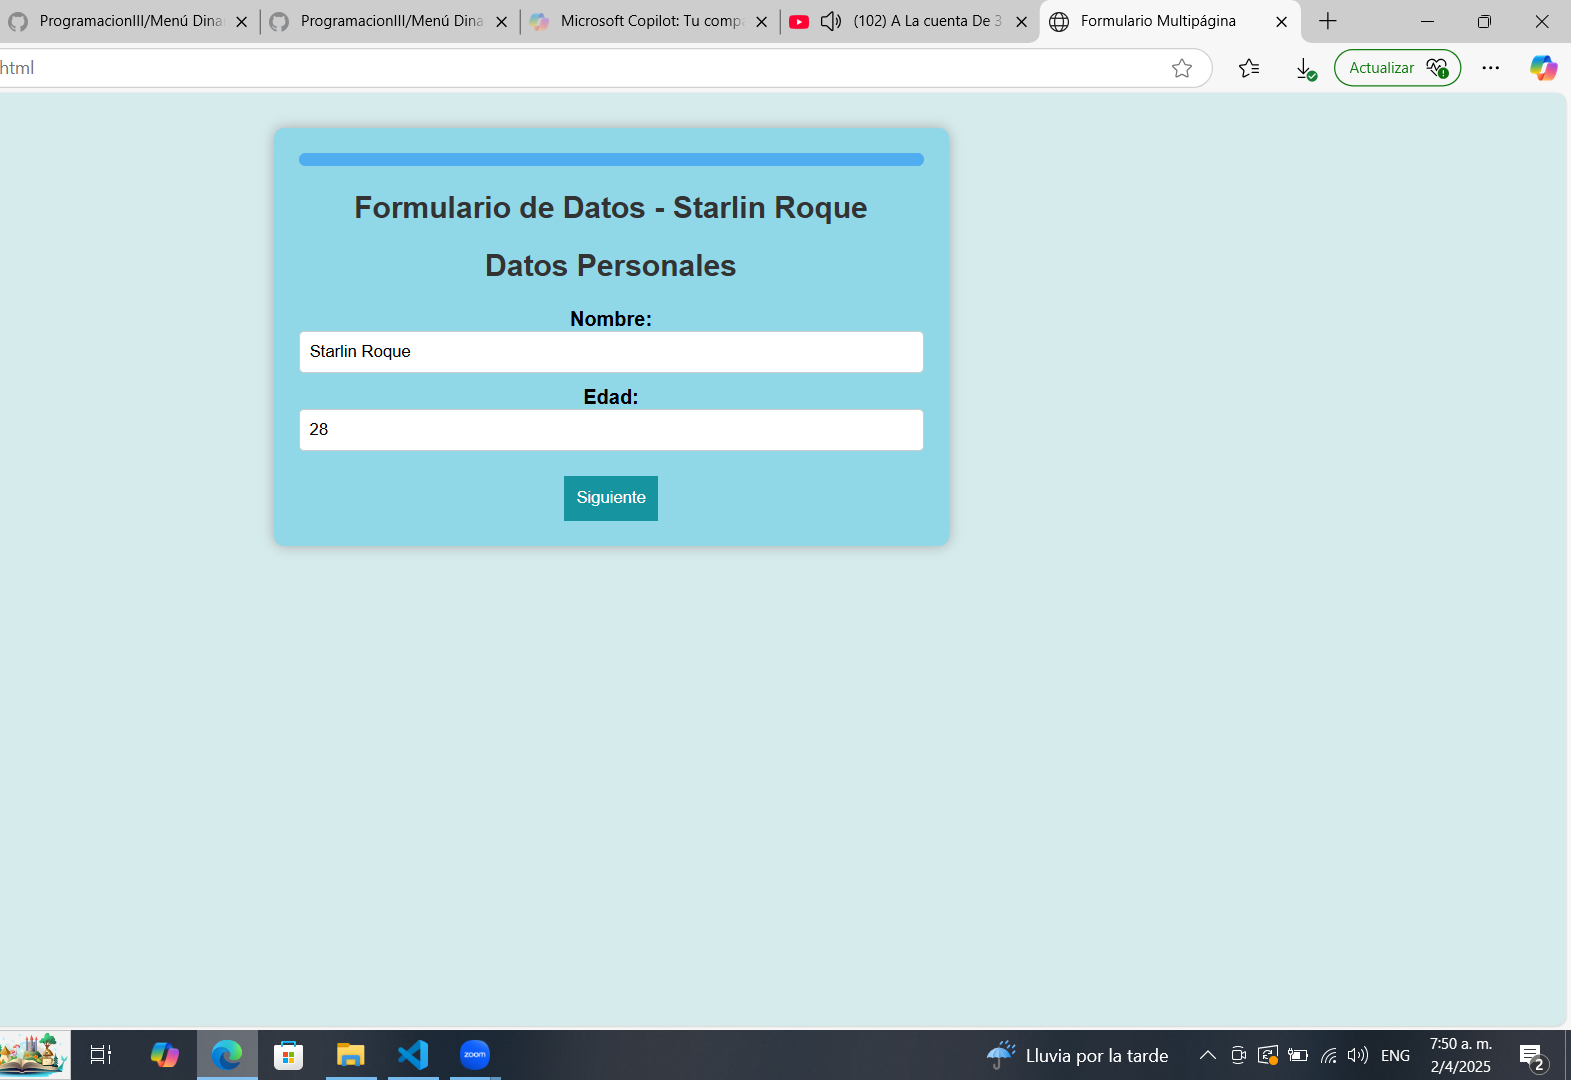 ProgramacionIII/Menú Dina
ProgramacionIII/Menú Dina
Microsoft Copilot: Tu comp
(102) A La cuenta De 3
Formulario Multipágina
html
Actualizar
Formulario de Datos - Starlin Roque
Datos Personales
Nombre:
Starlin Roque
Edad:
28
Siguiente
zoom
Lluvia por la tarde
ENG
7:50 a. m.
2/4/2025
2